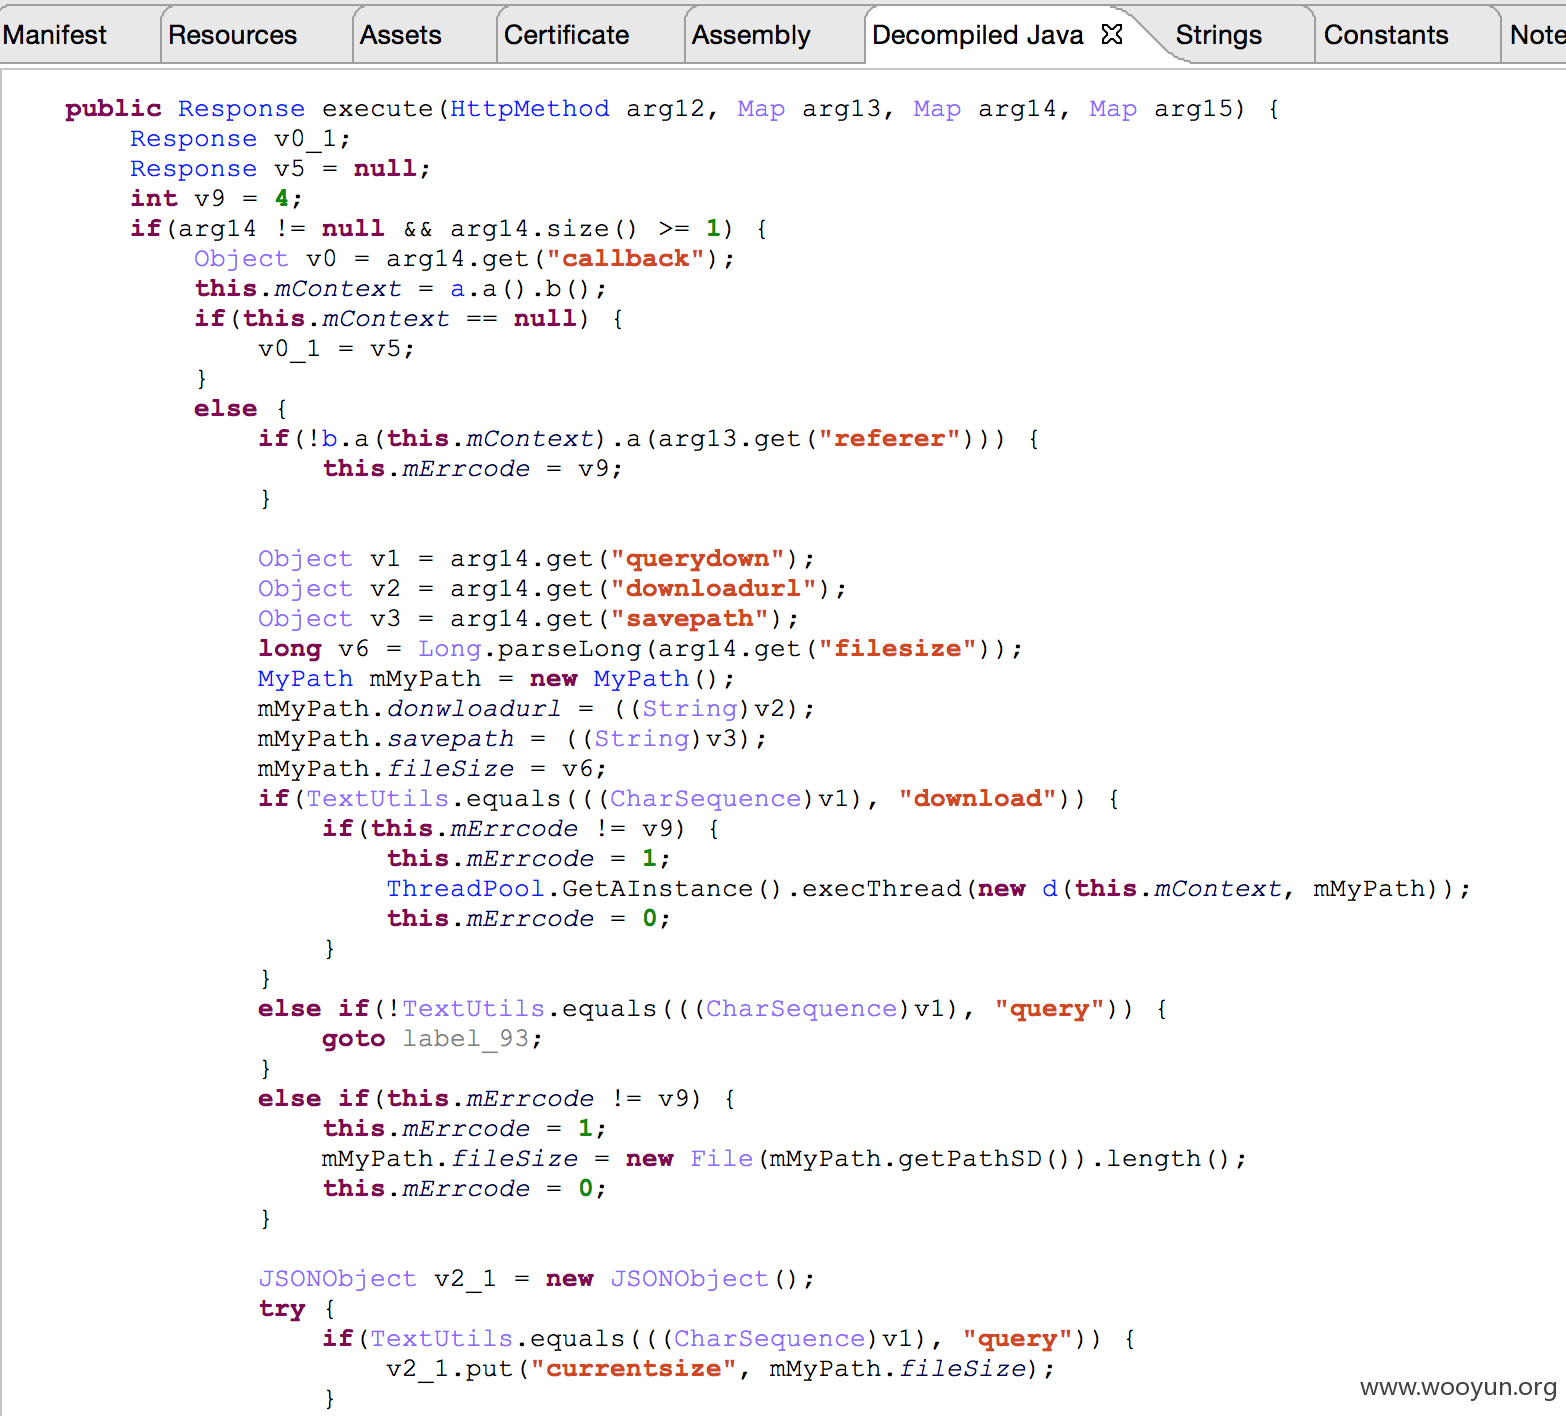 Manifest Resources Assets Certificate Assembly Decompiled Java Strings Constants Note
public Response execute(HttpMethod arg12, Map arg13, Map arg14, Map arg15) {
    Response v0_1;
    Response v5 = null;
    int v9 = 4;
    if(arg14 != null && arg14.size() >= 1) {
        Object v0 = arg14.get("callback");
        this.mContext = a.a().b();
        if(this.mContext == null) {
            v0_1 = v5;
        }
        else {
            if(!b.a(this.mContext).a(arg13.get("referer"))) {
                this.mErrcode = v9;
            }

            Object v1 = arg14.get("querydown");
            Object v2 = arg14.get("downloadurl");
            Object v3 = arg14.get("savepath");
            long v6 = Long.parseLong(arg14.get("filesize"));
            MyPath mMyPath = new MyPath();
            mMyPath.donwloadurl = ((String)v2);
            mMyPath.savepath = ((String)v3);
            mMyPath.fileSize = v6;
            if(TextUtils.equals(((CharSequence)v1), "download")) {
                if(this.mErrcode != v9) {
                    this.mErrcode = 1;
                    ThreadPool.GetAInstance().execThread(new d(this.mContext, mMyPath));
                    this.mErrcode = 0;
                }
            }
            else if(!TextUtils.equals(((CharSequence)v1), "query")) {
                goto label_93;
            }
            else if(this.mErrcode != v9) {
                this.mErrcode = 1;
                mMyPath.fileSize = new File(mMyPath.getPathSD()).length();
                this.mErrcode = 0;
            }

            JSONObject v2_1 = new JSONObject();
            try {
                if(TextUtils.equals(((CharSequence)v1), "query")) {
                    v2_1.put("currentsize", mMyPath.fileSize);
                }
www.wooyun.org